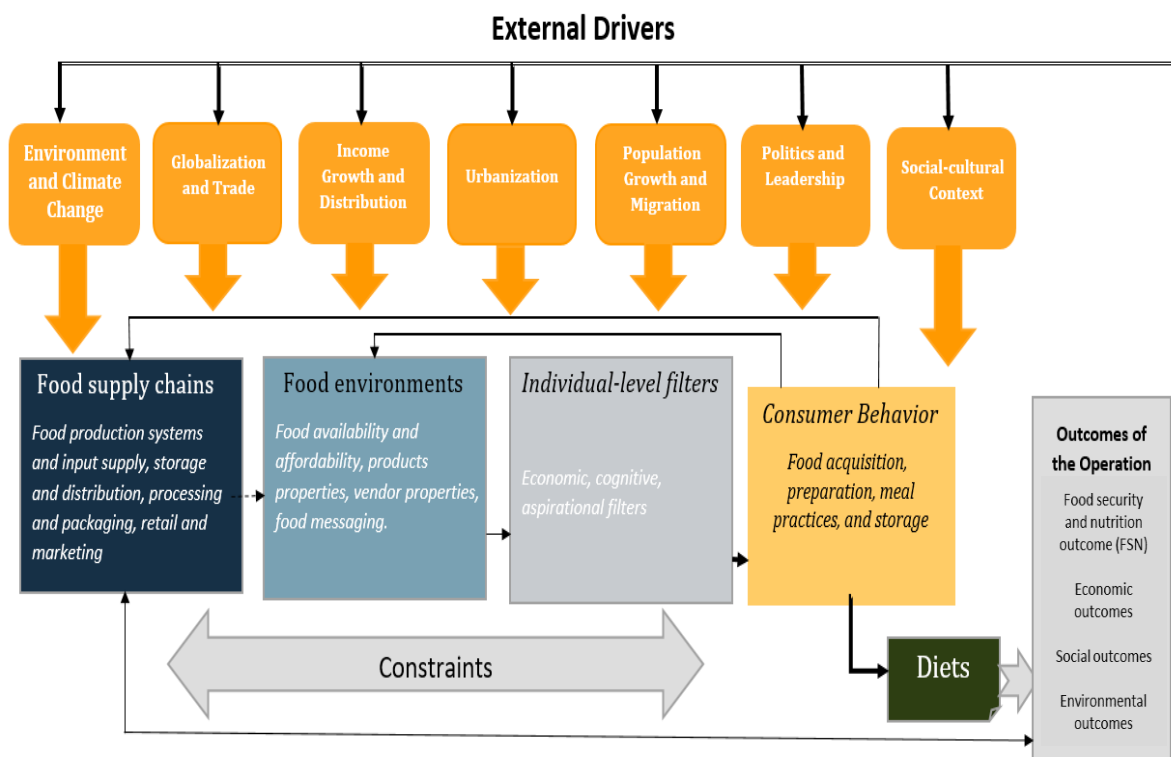 External Drivers
Environment
and Climate
Change
Globalization
and Trade
Income
Growth and
Distribution
Urbanization
Population
Growth and
Migration
Politics and
Leadership
Social-cultural
Context
Food supply chains
Food production systems
and input supply, storage
and distribution, processing
and packaging, retail and
marketing
Food environments
Food availability and
affordability, products
properties, vendor properties,
food messaging.
Individual-level filters
Economic, cognitive,
aspirational filters
Consumer Behavior
Food acquisition,
preparation, meal
practices, and storage
Outcomes of
the Operation
Food security
and nutrition
outcome (FSN)
Economic
outcomes
Social outcomes
Environmental
outcomes
Constraints
Diets